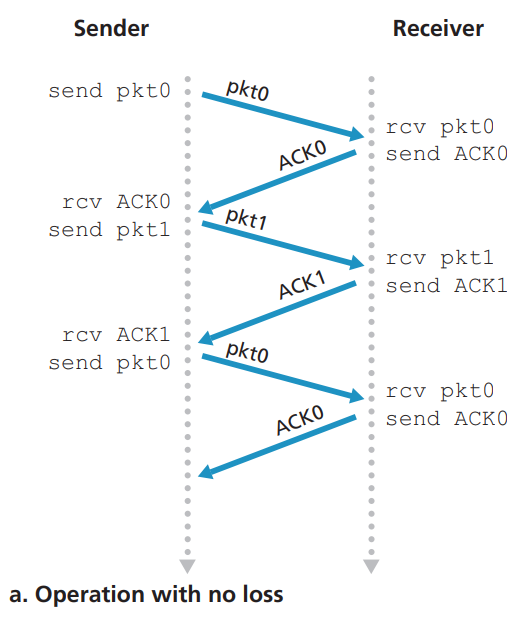 Sender
Receiver
send pkt0
pkt0
rcv pkt0
send ACK0
ACK0
rcv ACK0
send pkt1
pkt1
rcv pkt1
send ACK1
ACK1
rcv ACK1
send pkt0
pkt0
rcv pkt0
send ACK0
ACK0
a. Operation with no loss